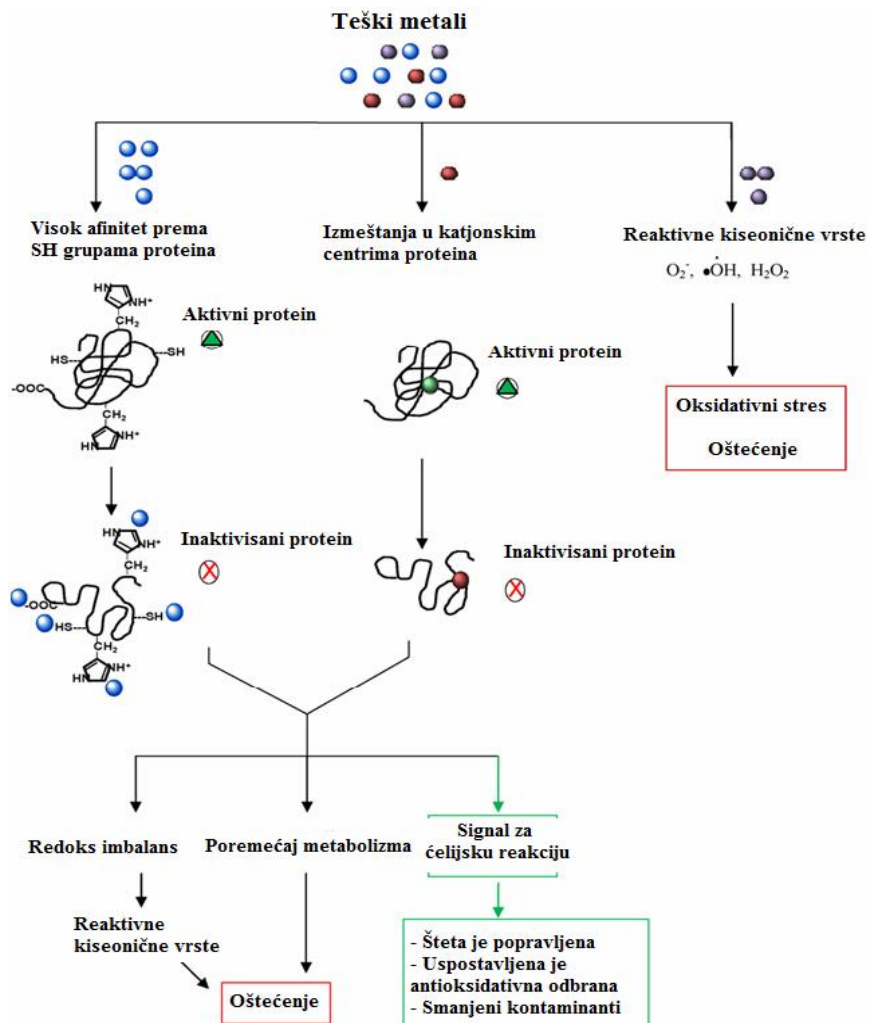 Teški metali
Visok afinitet prema
SH grupama proteina
Izmeštanja u katjonskim
centrima proteina
Reaktivne kiseonične vrste
O₂⁻, •ȮH, H₂O₂
HN
NH⁺
CH₂
Aktivni protein
HS
SH
-OOC
CH₂
NH⁺
HN
Aktivni protein
Oksidativni stres
Oštećenje
Inaktivisani protein
HN
NH⁺
CH₂
-OOC
HS
SH
CH₂
HN
NH⁺
Inaktivisani protein
Redoks imbalans
Poremećaj metabolizma
Signal za
ćelijsku reakciju
Reaktivne
kiseonične vrste
Oštećenje
- Šteta je popravljena
- Uspostavljena je
antioksidativna odbrana
- Smanjeni kontaminanti